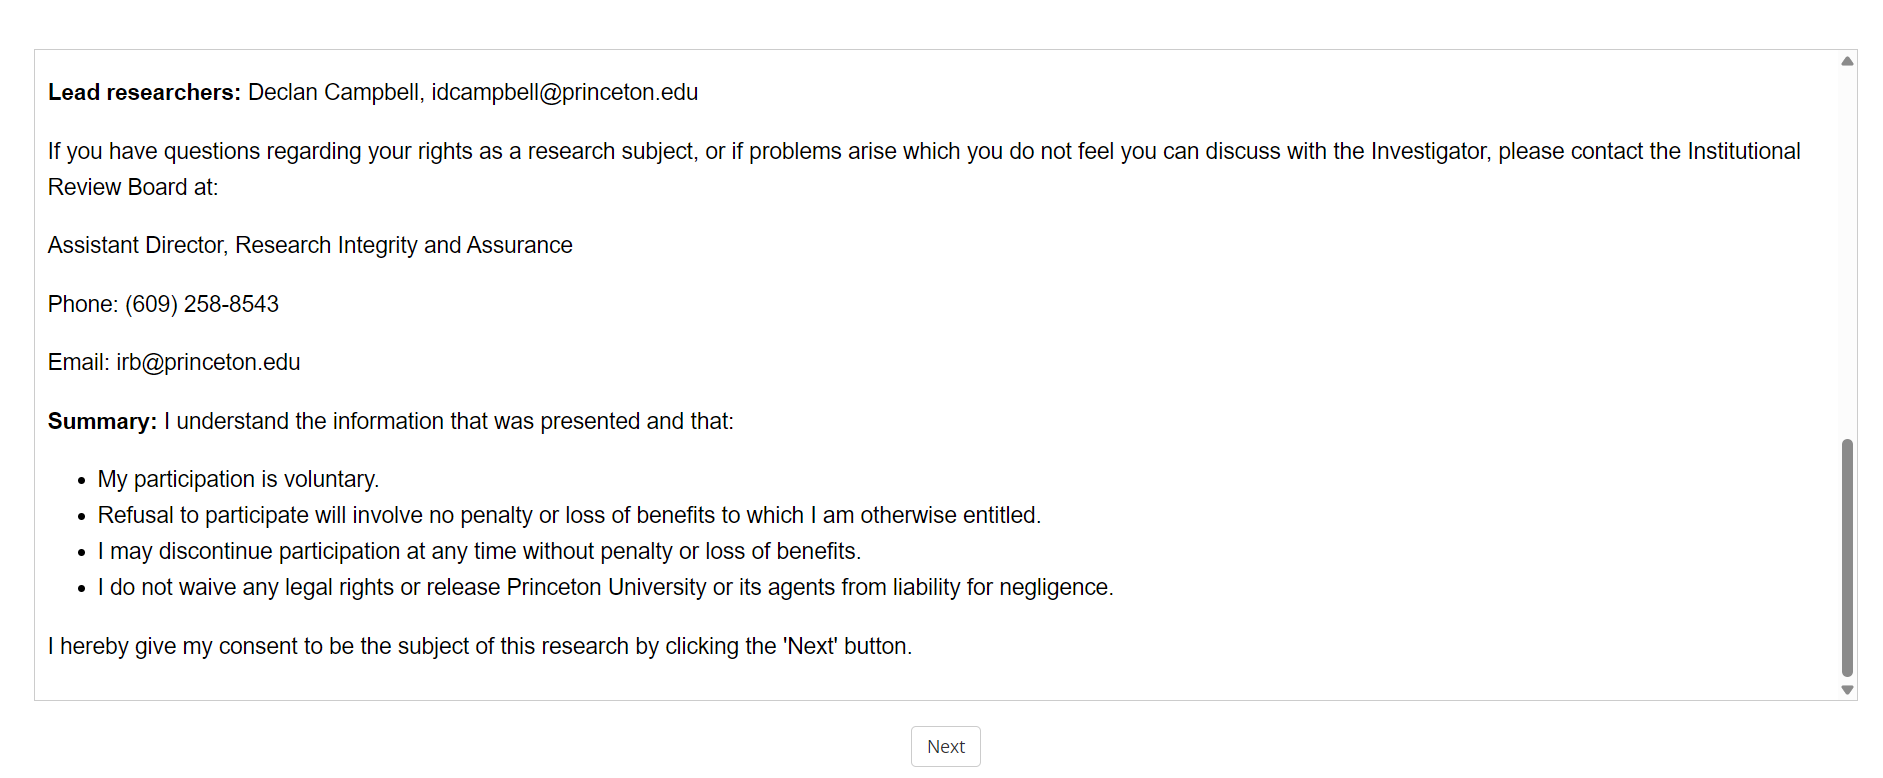 Lead researchers: Declan Campbell, idcampbell@princeton.edu
If you have questions regarding your rights as a research subject, or if problems arise which you do not feel you can discuss with the Investigator, please contact the Institutional
Review Board at:
Assistant Director, Research Integrity and Assurance
Phone: (609) 258-8543
Email: irb@princeton.edu
Summary: I understand the information that was presented and that:
• My participation is voluntary.
• Refusal to participate will involve no penalty or loss of benefits to which I am otherwise entitled.
• I may discontinue participation at any time without penalty or loss of benefits.
• I do not waive any legal rights or release Princeton University or its agents from liability for negligence.
I hereby give my consent to be the subject of this research by clicking the 'Next' button.
Next